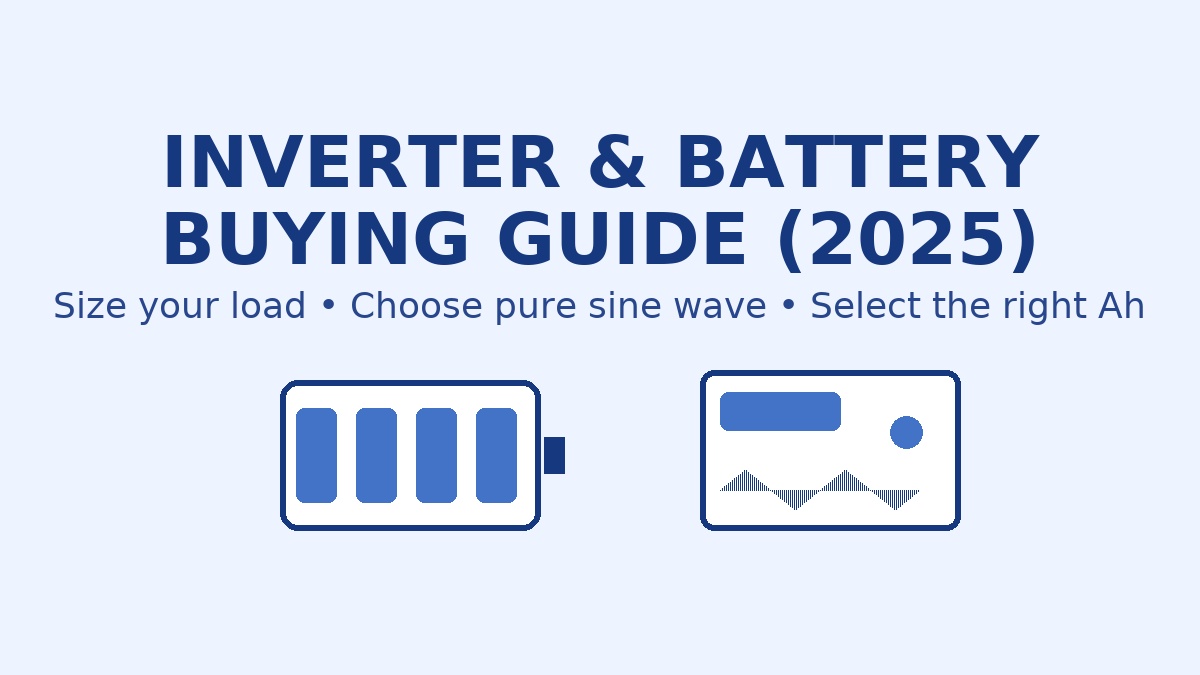 INVERTER & BATTERY
BUYING GUIDE (2025)
Size your load • Choose pure sine wave • Select the right Ah